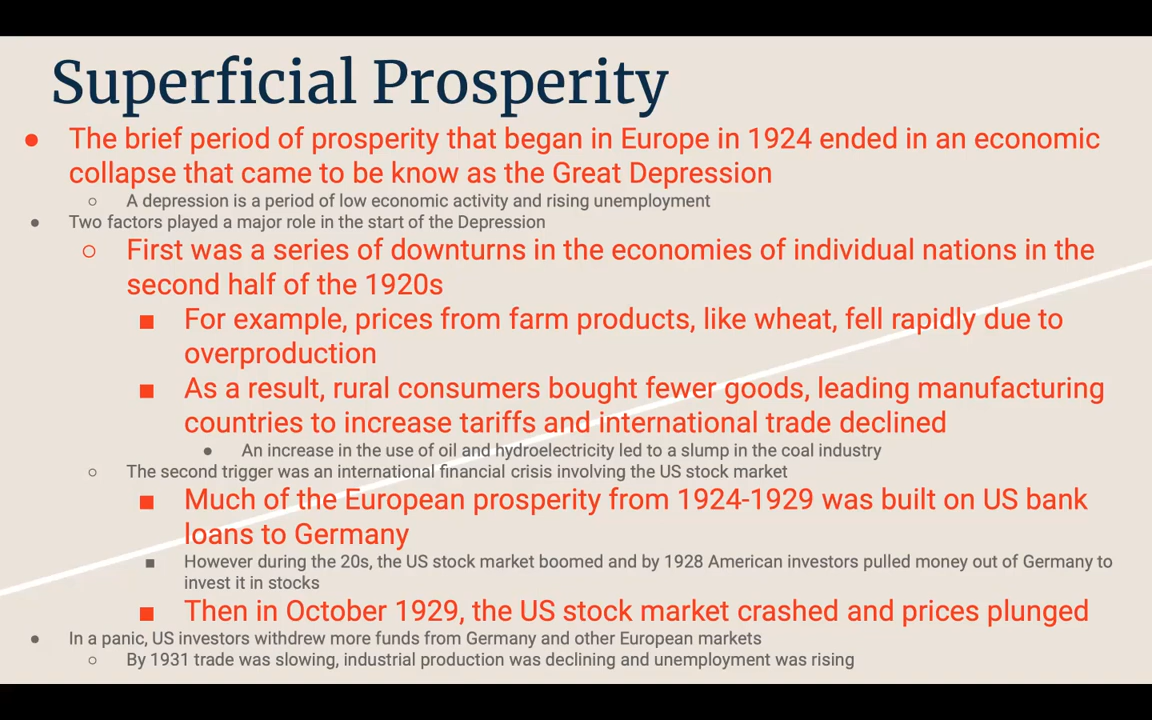 Superficial Prosperity
● The brief period of prosperity that began in Europe in 1924 ended in an economic
collapse that came to be know as the Great Depression
○ A depression is a period of low economic activity and rising unemployment
● Two factors played a major role in the start of the Depression
○ First was a series of downturns in the economies of individual nations in the
second half of the 1920s
■ For example, prices from farm products, like wheat, fell rapidly due to
overproduction
■ As a result, rural consumers bought fewer goods, leading manufacturing
countries to increase tariffs and international trade declined
● An increase in the use of oil and hydroelectricity led to a slump in the coal industry
○ The second trigger was an international financial crisis involving the US stock market
■ Much of the European prosperity from 1924-1929 was built on US bank
loans to Germany
■ However during the 20s, the US stock market boomed and by 1928 American investors pulled money out of Germany to
invest it in stocks
■ Then in October 1929, the US stock market crashed and prices plunged
● In a panic, US investors withdrew more funds from Germany and other European markets
○ By 1931 trade was slowing, industrial production was declining and unemployment was rising